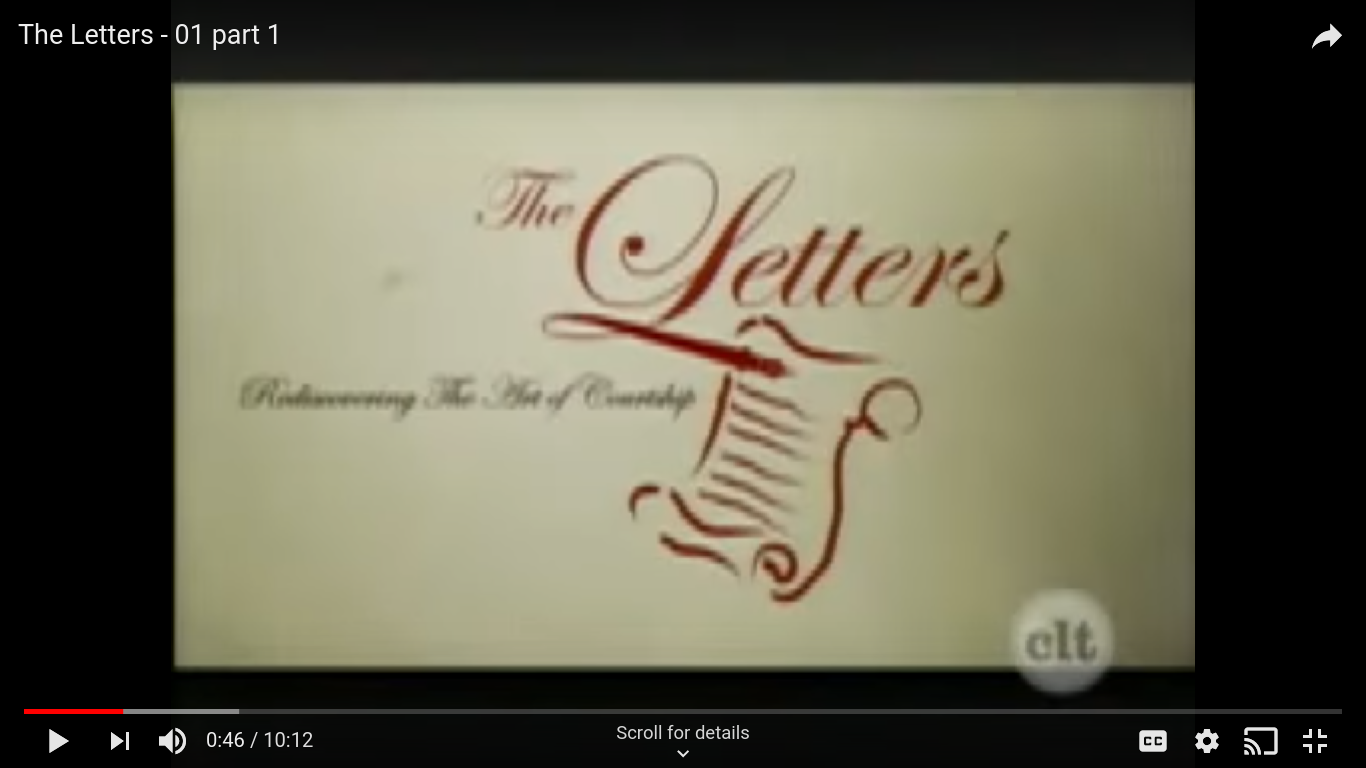 The Letters - 01 part 1
The Letters
Rediscovering The Art of Courtship
clt
0:46 / 10:12
Scroll for details
CC